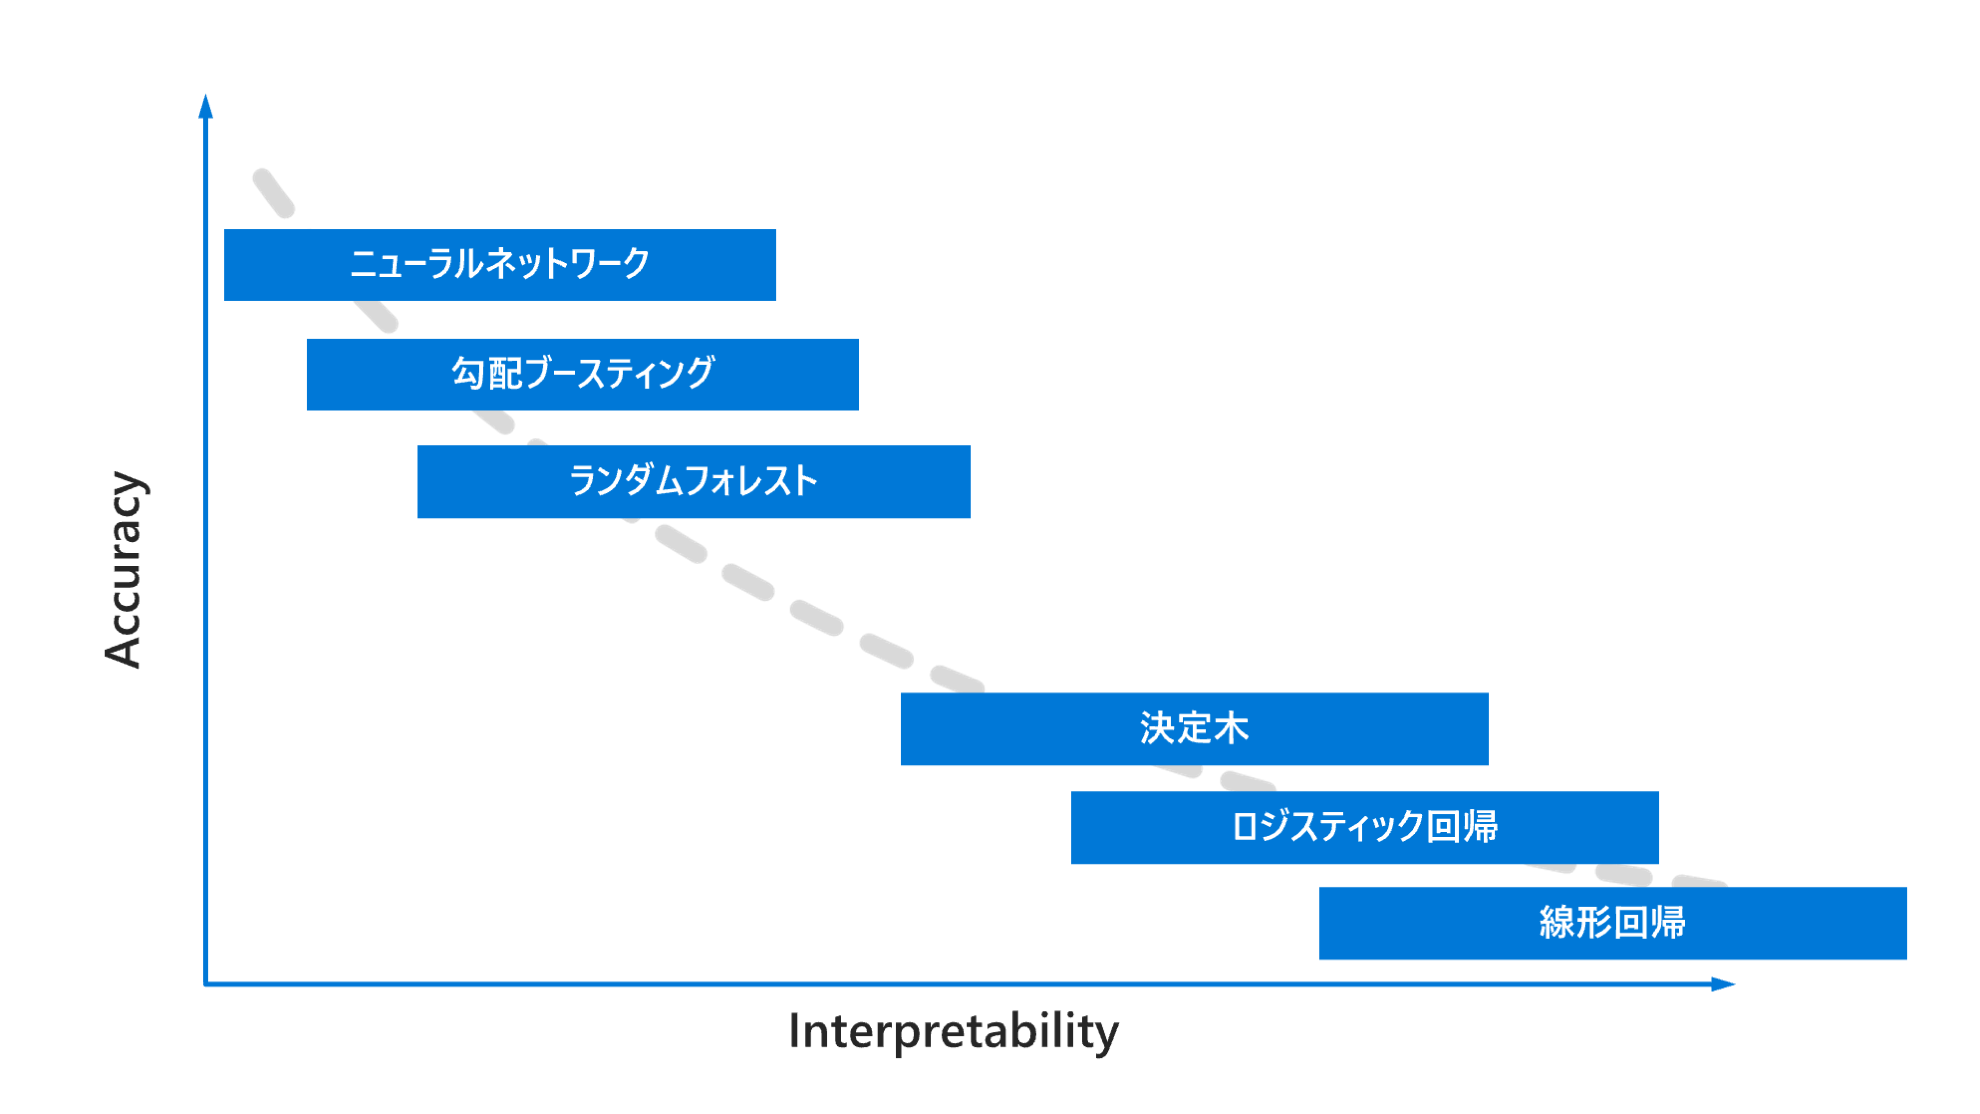 ニューラルネットワーク
勾配ブースティング
ランダムフォレスト
決定木
ロジスティック回帰
線形回帰
Accuracy
Interpretability